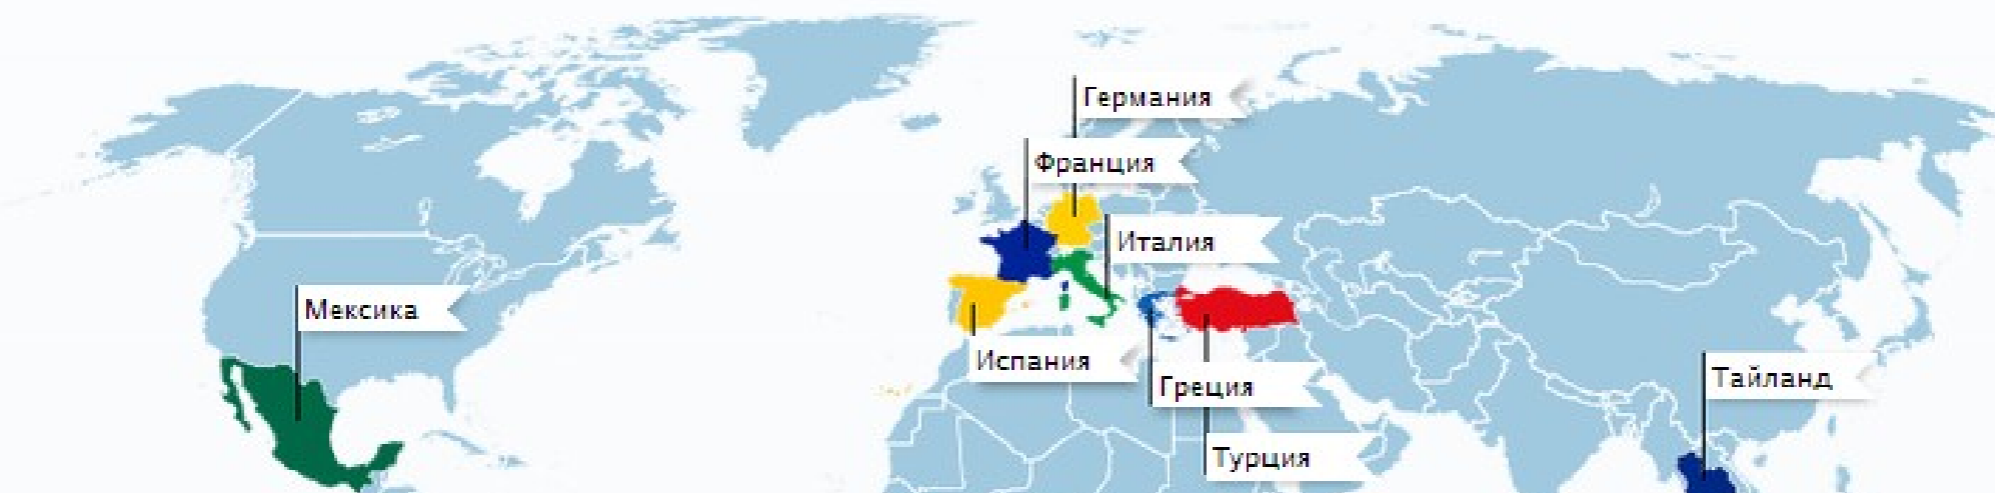 Германия
Франция
Италия
Мексика
Испания
Греция
Тайланд
Турция